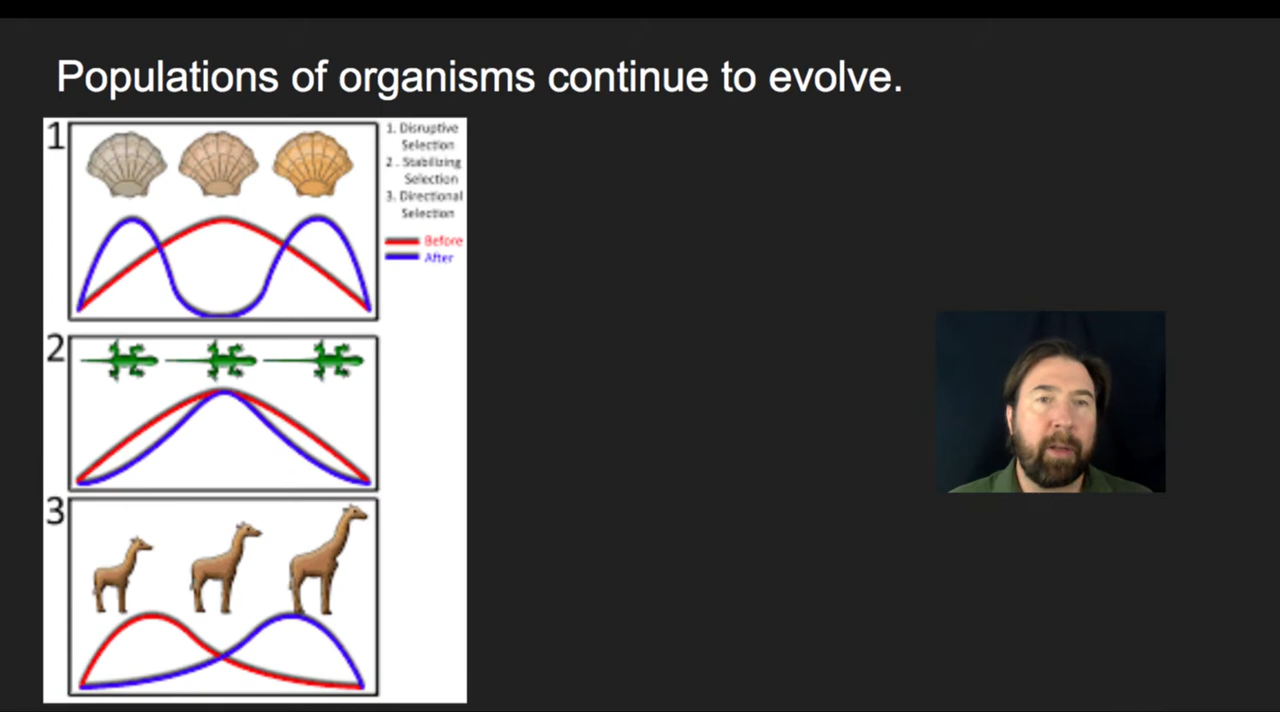 Populations of organisms continue to evolve.
1
1. Disruptive
Selection
2 . Stabilizing
Selection
3. Directional
Selection
Before
After
2
3